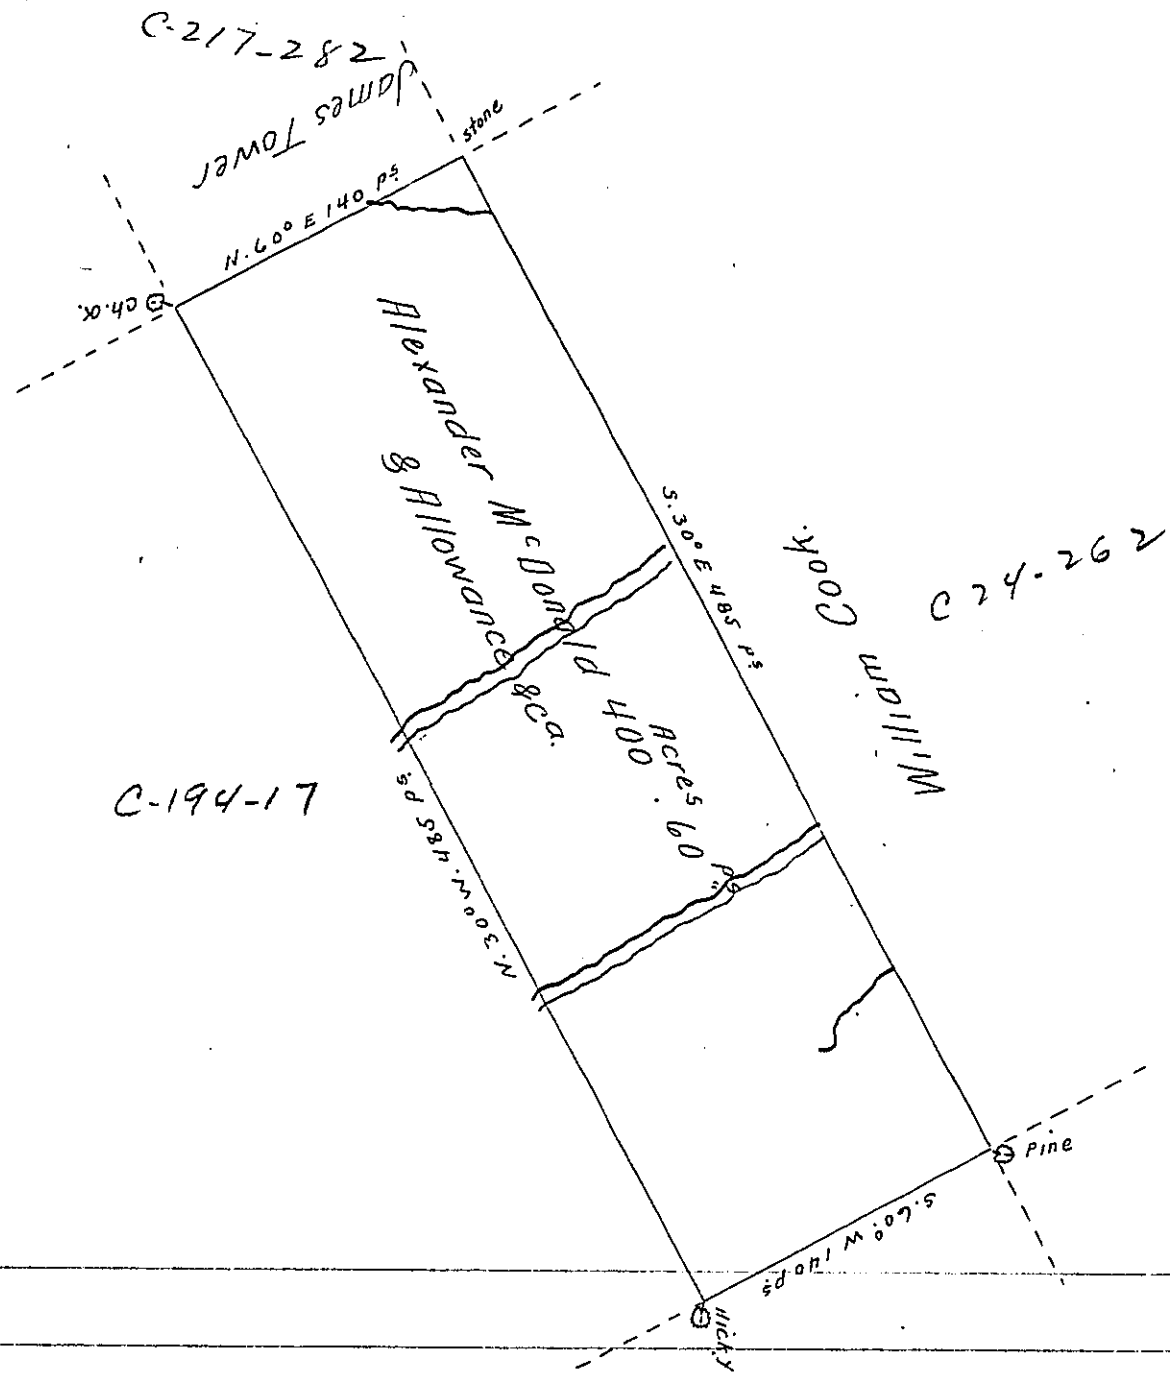 C-217-282
James Tower
stone
N. 60° E 140 ps
ch.o.
Alexander McDonald 400 Acres . 60 ps
& Allowance &ca.
S. 30° E 485 ps
William Cook.
C 24-262
C-194-17
N. 30° W. 485 ps
Pine
S. 60° W 140 ps
Hicky